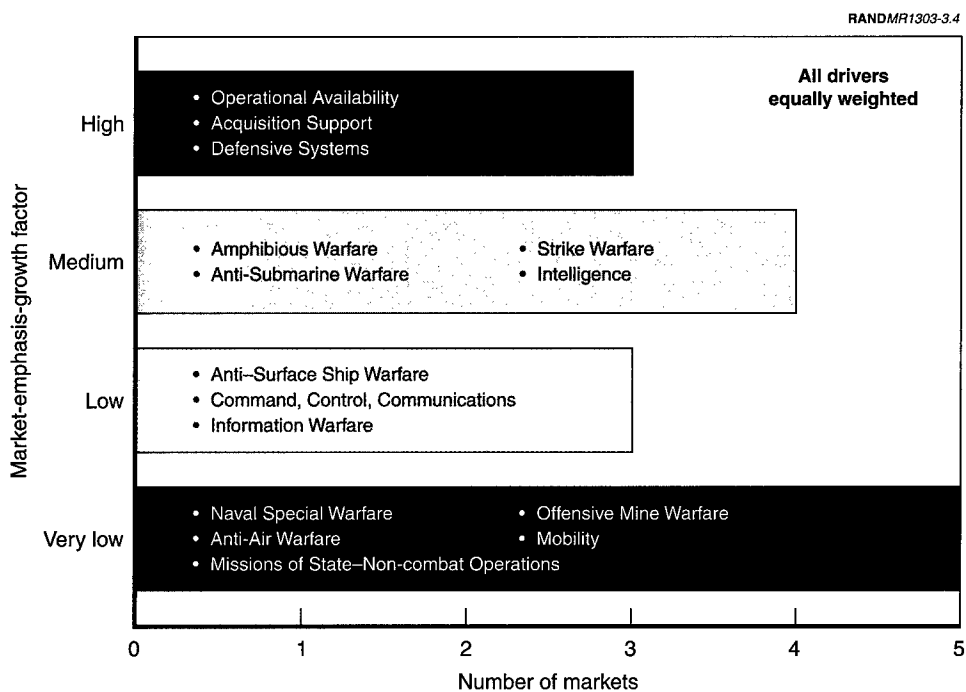 RANDMR1303-3.4
All drivers
equally weighted
Market-emphasis-growth factor
High
• Operational Availability
• Acquisition Support
• Defensive Systems
Medium
• Amphibious Warfare • Strike Warfare
• Anti-Submarine Warfare • Intelligence
Low
• Anti–Surface Ship Warfare
• Command, Control, Communications
• Information Warfare
Very low
• Naval Special Warfare • Offensive Mine Warfare
• Anti-Air Warfare • Mobility
• Missions of State–Non-combat Operations
0 1 2 3 4 5
Number of markets